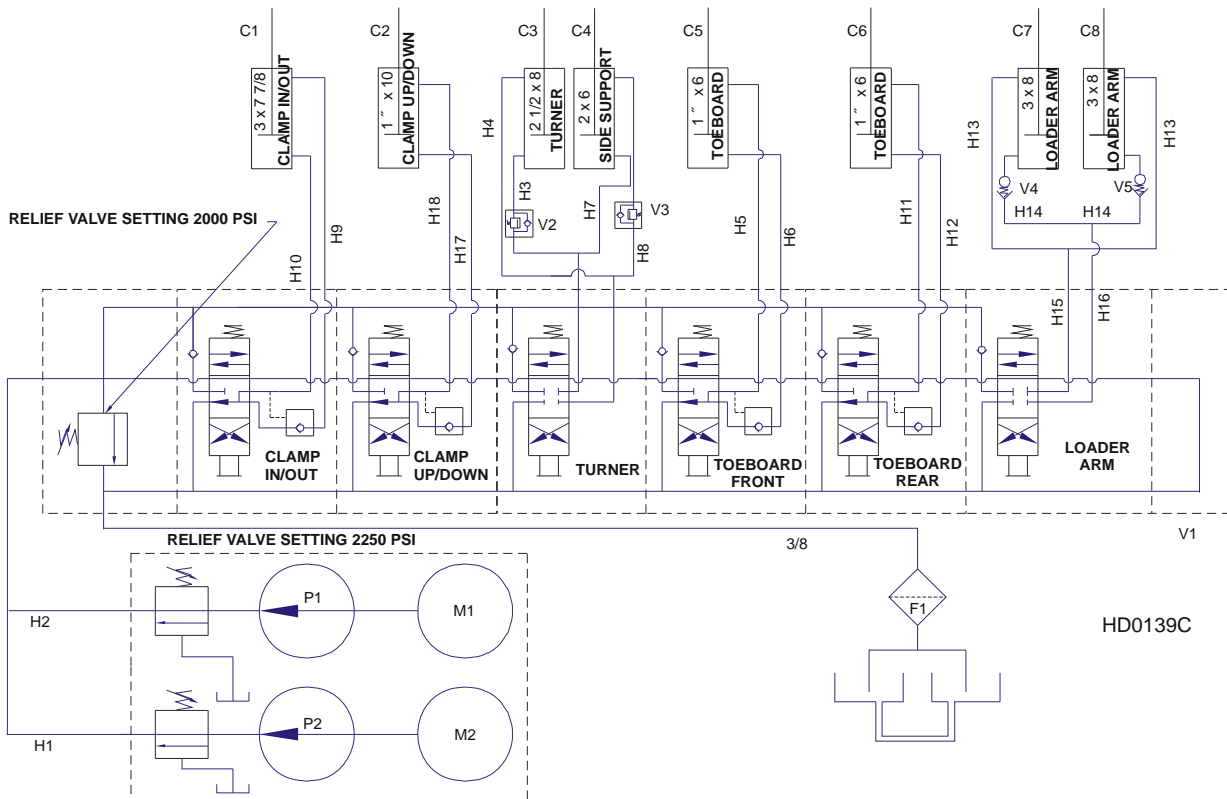 C1
C2
C3
C4
C5
C6
C7
C8
3 x 7 7/8
CLAMP IN/OUT
1 ˝ x 10
CLAMP UP/DOWN
2 1/2 x 8
TURNER
2 x 6
SIDE SUPPORT
1 ˝ x 6
TOEBOARD
1 ˝ x 6
TOEBOARD
3 x 8
LOADER ARM
3 x 8
LOADER ARM
H4
H13
H13
H3
V2
H7
V3
H8
V4
V5
H14
H14
RELIEF VALVE SETTING 2000 PSI
H10
H9
H18
H17
H5
H6
H11
H12
H15
H16
CLAMP
IN/OUT
CLAMP
UP/DOWN
TURNER
TOEBOARD
FRONT
TOEBOARD
REAR
LOADER
ARM
RELIEF VALVE SETTING 2250 PSI
3/8
V1
P1
M1
H2
F1
HD0139C
P2
M2
H1